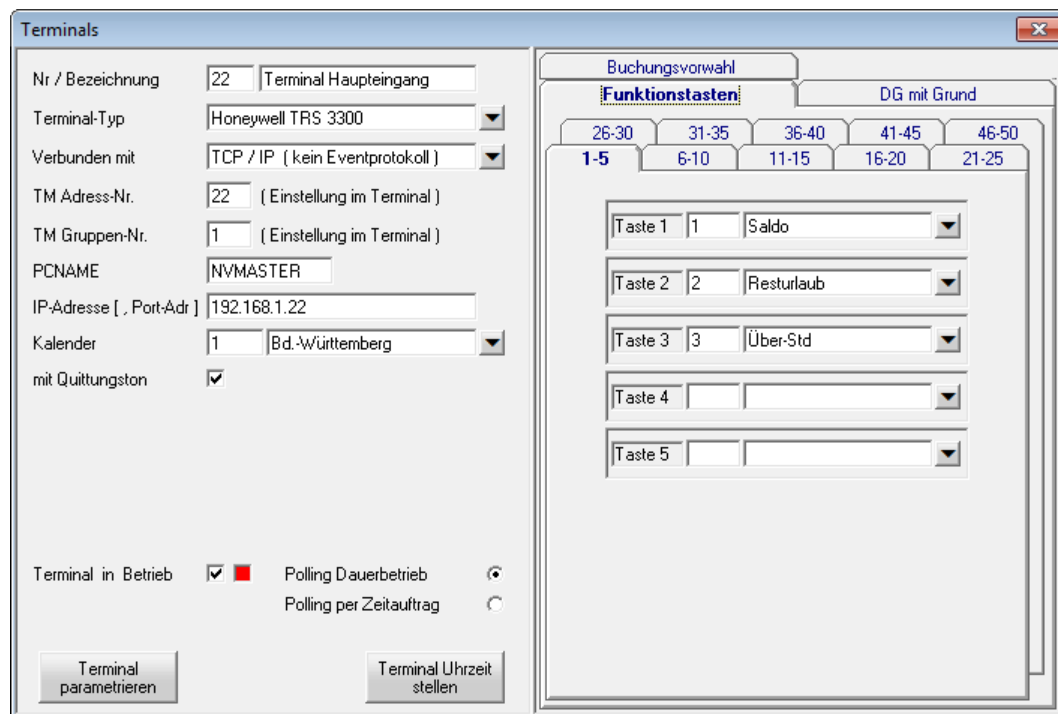 Terminals
Nr / Bezeichnung 22 Terminal Haupteingang
Terminal-Typ Honeywell TRS 3300
Verbunden mit TCP / IP ( kein Eventprotokoll )
TM Adress-Nr. 22 ( Einstellung im Terminal )
TM Gruppen-Nr. 1 ( Einstellung im Terminal )
PCNAME NVMASTER
IP-Adresse [ , Port-Adr ] 192.168.1.22
Kalender 1 Bd.-Württemberg
mit Quittungston
Terminal in Betrieb Polling Dauerbetrieb
Polling per Zeitauftrag
Terminal parametrieren
Terminal Uhrzeit stellen
Buchungsvorwahl
Funktionstasten DG mit Grund
26-30 31-35 36-40 41-45 46-50
1-5 6-10 11-15 16-20 21-25
Taste 1 1 Saldo
Taste 2 2 Resturlaub
Taste 3 3 Über-Std
Taste 4
Taste 5